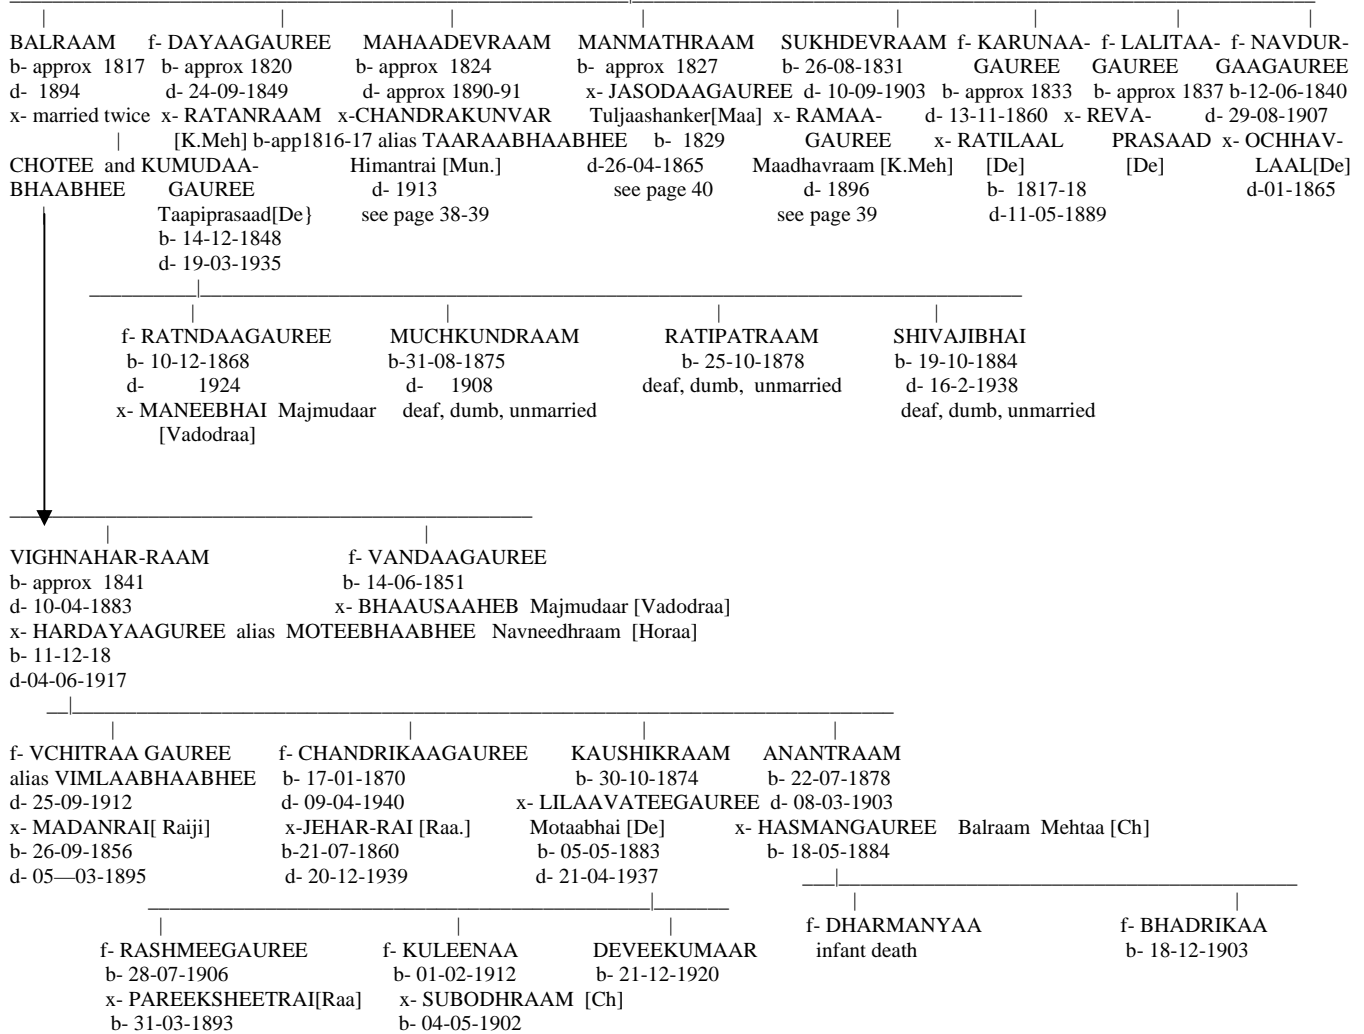 BALRAAM f- DAYAAGAUREE MAHAADEVRAAM MANMATHRAAM SUKHDEVRAAM f- KARUNAA- f- LALITAA- f- NAVDUR-
b- approx 1817 b- approx 1820 b- approx 1824 b- approx 1827 b- 26-08-1831 GAUREE GAUREE GAAGAUREE
d- 1894 d- 24-09-1849 d- approx 1890-91 x- JASODAAGAUREE d- 10-09-1903 b- approx 1833 b- approx 1837 b-12-06-1840
x- married twice x- RATANRAAM x-CHANDRAKUNVAR Tuljaashanker[Maa] x- RAMAA- d- 13-11-1860 x- REVA- d- 29-08-1907
[K.Meh] b-app1816-17 alias TAARAABHAABHEE b- 1829 GAUREE x- RATILAAL PRASAAD x- OCHHAV-
CHOTEE and KUMUDAA- Himantrai [Mun.] d-26-04-1865 Maadhavraam [K.Meh] [De] [De] LAAL[De]
BHAABHEE GAUREE d- 1913 see page 40 d- 1896 b- 1817-18 d-01-1865
Taapiprasaad[De} see page 38-39 see page 39 d-11-05-1889
b- 14-12-1848
d- 19-03-1935
f- RATNDAAGAUREE MUCHKUNDRAAM RATIPATRAAM SHIVAJIBHAI
b- 10-12-1868 b-31-08-1875 b- 25-10-1878 b- 19-10-1884
d- 1924 d- 1908 deaf, dumb, unmarried d- 16-2-1938
x- MANEEBHAI Majmudaar deaf, dumb, unmarried deaf, dumb, unmarried
[Vadodraa]
VIGHNAHAR-RAAM f- VANDAAGAUREE
b- approx 1841 b- 14-06-1851
d- 10-04-1883 x- BHAAUSAAHEB Majmudaar [Vadodraa]
x- HARDAYAAGUREE alias MOTEEBHAABHEE Navneedhraam [Horaa]
b- 11-12-18
d-04-06-1917
f- VCHITRAA GAUREE f- CHANDRIKAAGAUREE KAUSHIKRAAM ANANTRAAM
alias VIMLAABHAABHEE b- 17-01-1870 b- 30-10-1874 b- 22-07-1878
d- 25-09-1912 d- 09-04-1940 x- LILAAVATEEGAUREE d- 08-03-1903
x- MADANRAI[ Raiji] x-JEHAR-RAI [Raa.] Motaabhai [De] x- HASMANGAUREE Balraam Mehtaa [Ch]
b- 26-09-1856 b-21-07-1860 b- 05-05-1883 b- 18-05-1884
d- 05—03-1895 d- 20-12-1939 d- 21-04-1937
f- DHARMANYAA f- BHADRIKAA
f- RASHMEEGAUREE f- KULEENAA DEVEEKUMAAR infant death b- 18-12-1903
b- 28-07-1906 b- 01-02-1912 b- 21-12-1920
x- PAREEKSHEETRAI[Raa] x- SUBODHRAAM [Ch]
b- 31-03-1893 b- 04-05-1902